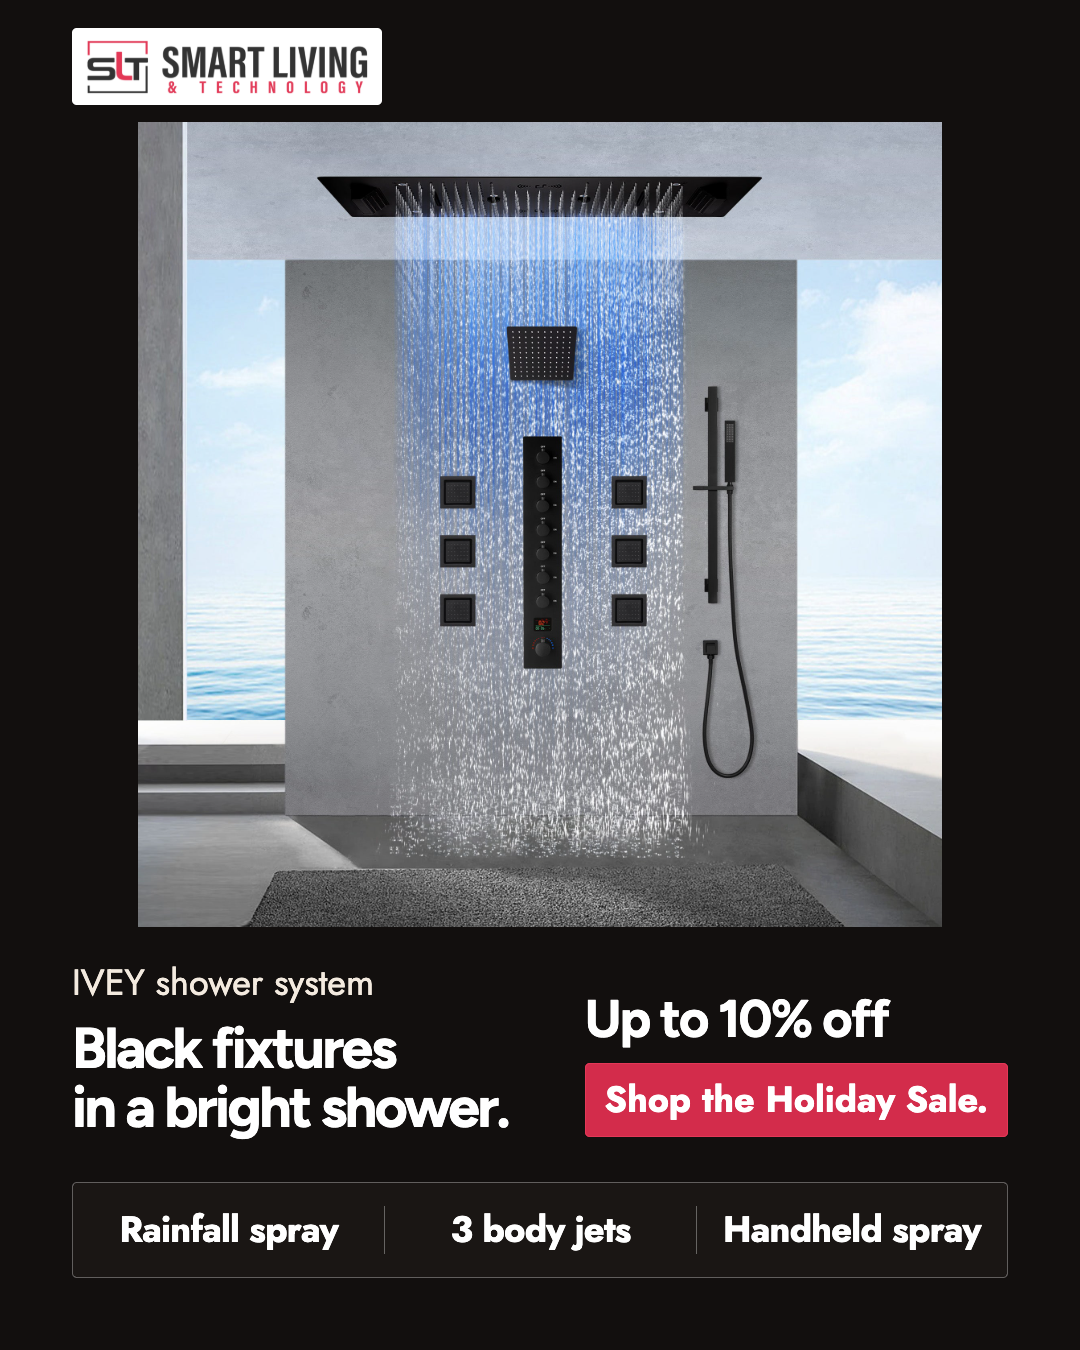 SLT SMART LIVING
& TECHNOLOGY
IVEY shower system
Black fixtures
in a bright shower.
Up to 10% off
Shop the Holiday Sale.
Rainfall spray
3 body jets
Handheld spray